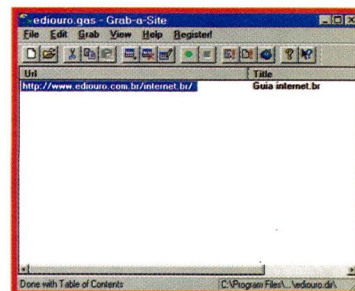 ediouro.gas - Grab-a-Site
File Edit Grab View Help Register!
Url Title
http://www.ediouro.com.br/internet.br/ Guia internet.br
Done with Table of Contents C:\Program Files\...\ediouro.dir\